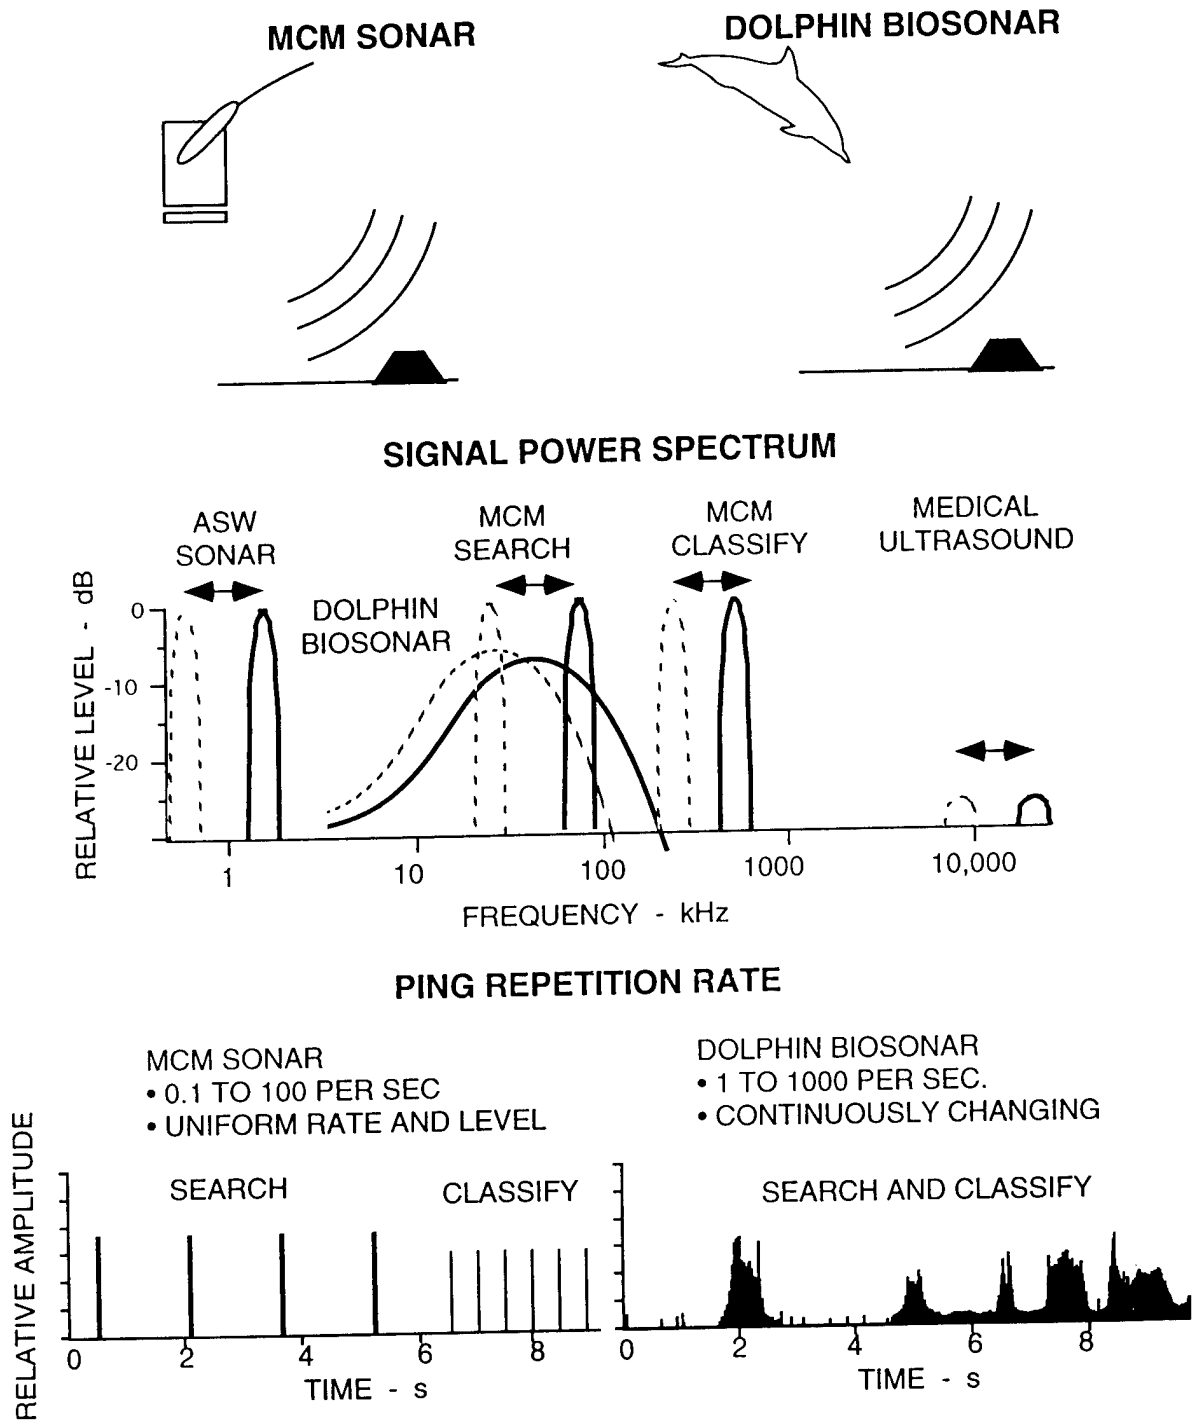 MCM SONAR
DOLPHIN BIOSONAR
SIGNAL POWER SPECTRUM
ASW
SONAR
MCM
SEARCH
MCM
CLASSIFY
MEDICAL
ULTRASOUND
DOLPHIN
BIOSONAR
RELATIVE LEVEL - dB
0
-10
-20
1
10
100
1000
10,000
FREQUENCY - kHz
PING REPETITION RATE
MCM SONAR
• 0.1 TO 100 PER SEC
• UNIFORM RATE AND LEVEL
DOLPHIN BIOSONAR
• 1 TO 1000 PER SEC.
• CONTINUOUSLY CHANGING
RELATIVE AMPLITUDE
SEARCH
CLASSIFY
0
2
4
6
8
TIME - s
SEARCH AND CLASSIFY
0
2
4
6
8
TIME - s